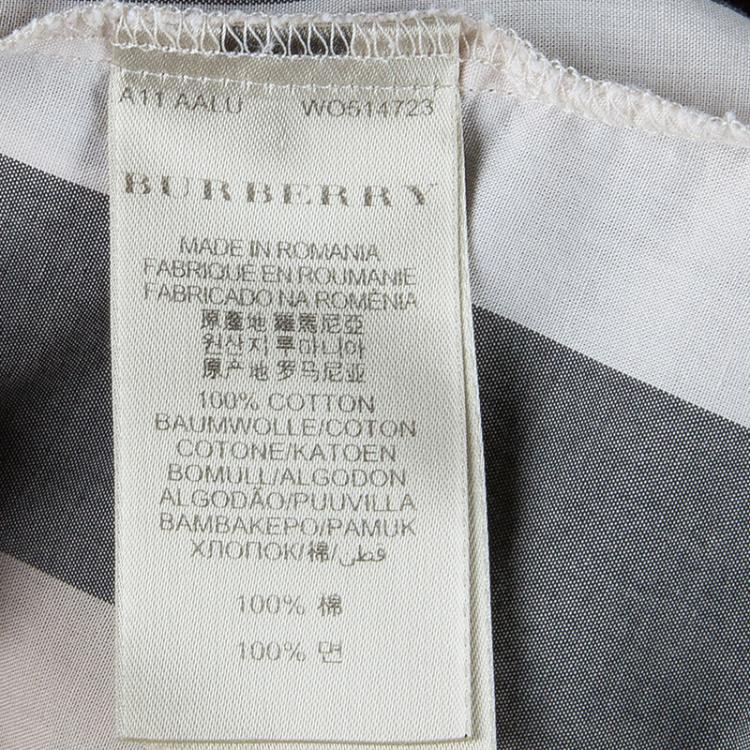 A11 AALU WO514723
BURBERRY
MADE IN ROMANIA
FABRIQUÉ EN ROUMANIE
FABRICADO NA ROMÉNIA
原產地 羅馬尼亞
원산지 루마니아
原产地 罗马尼亚
100% COTTON
BAUMWOLLE/COTON
COTONE/KATOEN
BOMULL/ALGODON
ALGODÃO/PUUVILLA
BAMBAKEPO/PAMUK
ХЛОПОК/棉/قطن
100% 棉
100% 면